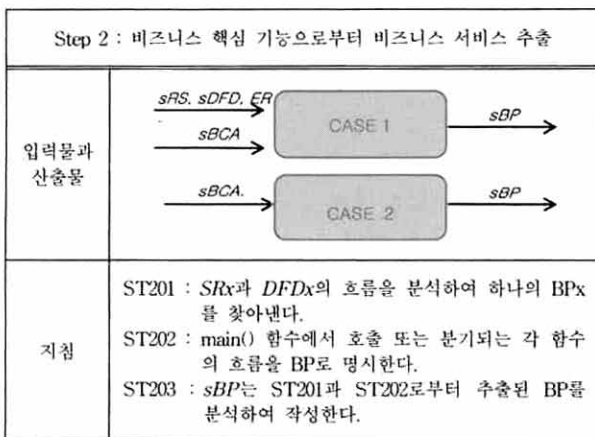 Step 2 : 비즈니스 핵심 기능으로부터 비즈니스 서비스 추출
입력물과
산출물
sRS, sDFD, ER
sBCA
CASE 1
sBP
sBCA.
CASE 2
sBP
지침
ST201 : SRx과 DFDx의 흐름을 분석하여 하나의 BPx
를 찾아낸다.
ST202 : main() 함수에서 호출 또는 분기되는 각 함수
의 흐름을 BP로 명시한다.
ST203 : sBP는 ST201과 ST202로부터 추출된 BP를
분석하여 작성한다.